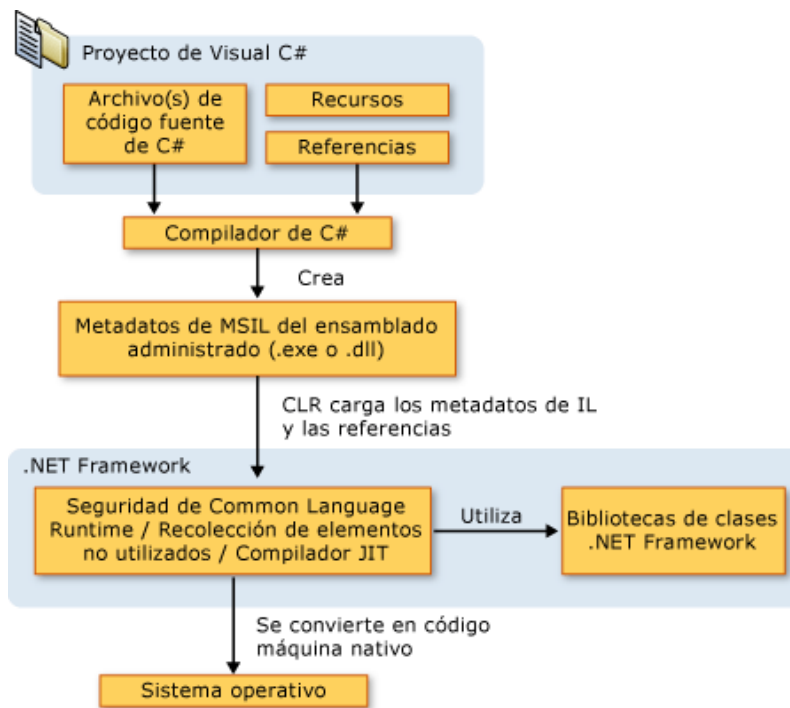 Proyecto de Visual C#
Archivo(s) de
código fuente
de C#
Recursos
Referencias
Compilador de C#
Crea
Metadatos de MSIL del ensamblado
administrado (.exe o .dll)
CLR carga los metadatos de IL
y las referencias
.NET Framework
Seguridad de Common Language
Runtime / Recolección de elementos
no utilizados / Compilador JIT
Utiliza
Bibliotecas de clases
.NET Framework
Se convierte en código
máquina nativo
Sistema operativo